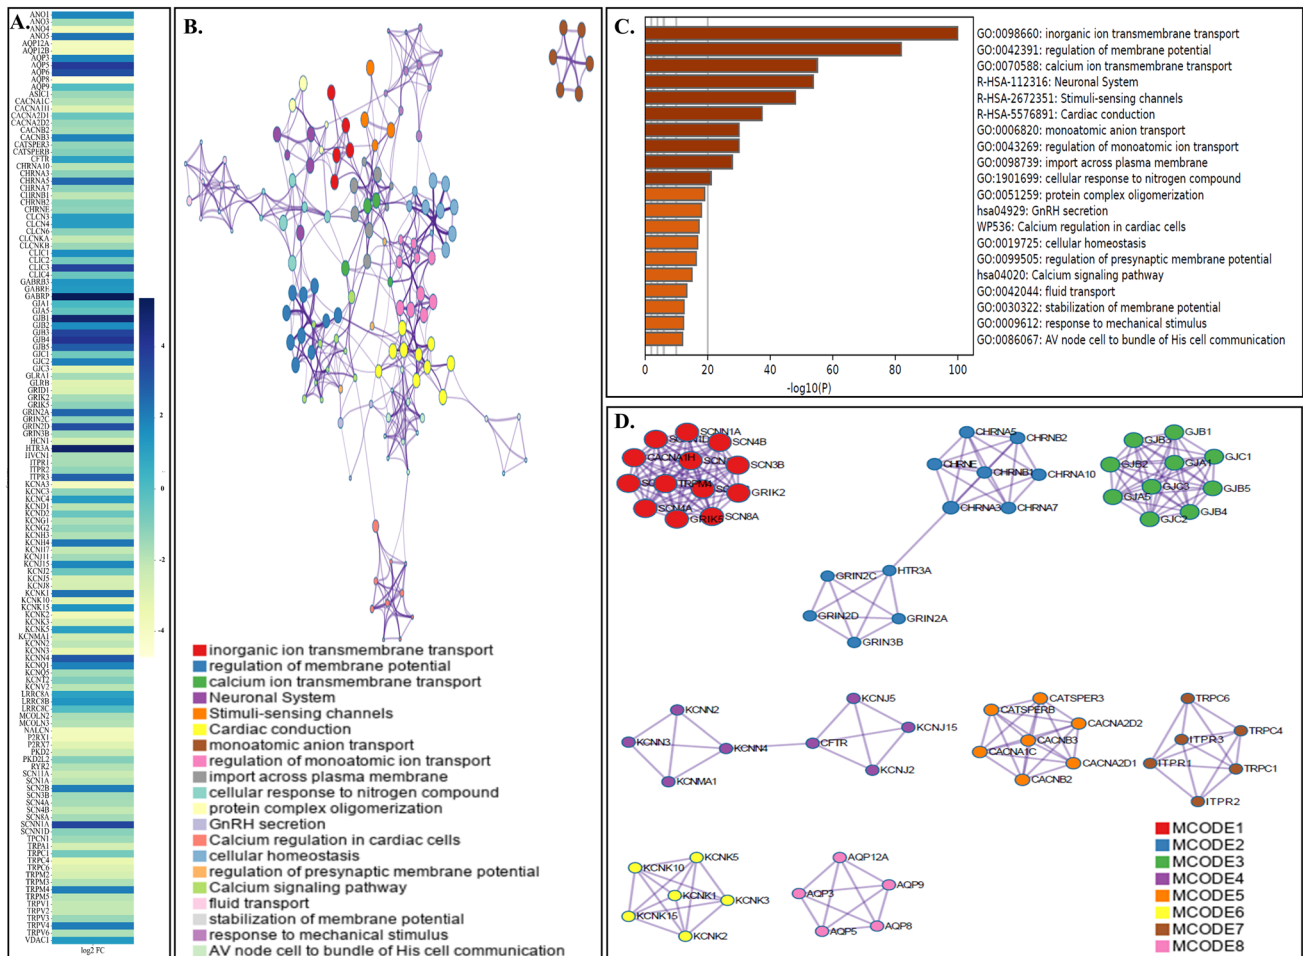 A.
ANO1
ANO3
ANO4
ANO5
AQP12A
AQP12B
AQP3
AQP5
AQP6
AQP8
AQP9
ASIC1
CACNA1C
CACNA1H
CACNA2D1
CACNA2D2
CACNB2
CACNB3
CATSPER3
CATSPERB
CFTR
CHRNA10
CHRNA3
CHRNA5
CHRNA7
CHRNB1
CHRNB2
CHRNE
CLCN3
CLCN4
CLCN6
CLCNKA
CLCNKB
CLIC1
CLIC2
CLIC3
CLIC4
GABRB3
GABRE
GABRP
GJA1
GJA5
GJB1
GJB2
GJB3
GJB4
GJB5
GJC1
GJC2
GJC3
GLRA1
GLRB
GRID1
GRIK2
GRIK5
GRIN2A
GRIN2C
GRIN2D
GRIN3B
HCN1
HTR3A
HVCN1
ITPR1
ITPR2
ITPR3
KCNA3
KCNC3
KCNC4
KCND1
KCND2
KCNG1
KCNG2
KCNH3
KCNH4
KCNH7
KCNJ11
KCNJ15
KCNJ2
KCNJ5
KCNJ8
KCNK1
KCNK10
KCNK15
KCNK2
KCNK3
KCNK5
KCNMA1
KCNN2
KCNN3
KCNN4
KCNQ1
KCNQ5
KCNT2
KCNV2
LRRC8A
LRRC8B
LRRC8C
MCOLN2
MCOLN3
NALCN
P2RX1
P2RX7
PKD2
PKD2L2
RYR2
SCN11A
SCN1A
SCN2B
SCN3B
SCN4A
SCN4B
SCN8A
SCNN1A
SCNN1D
TPCN1
TRPA1
TRPC1
TRPC4
TRPC6
TRPM2
TRPM3
TRPM4
TRPM5
TRPV1
TRPV2
TRPV3
TRPV4
TRPV6
VDAC1
log2 FC
4
2
0
-2
-4
B.
inorganic ion transmembrane transport
regulation of membrane potential
calcium ion transmembrane transport
Neuronal System
Stimuli-sensing channels
Cardiac conduction
monoatomic anion transport
regulation of monoatomic ion transport
import across plasma membrane
cellular response to nitrogen compound
protein complex oligomerization
GnRH secretion
Calcium regulation in cardiac cells
cellular homeostasis
regulation of presynaptic membrane potential
Calcium signaling pathway
fluid transport
stabilization of membrane potential
response to mechanical stimulus
AV node cell to bundle of His cell communication
C.
GO:0098660: inorganic ion transmembrane transport
GO:0042391: regulation of membrane potential
GO:0070588: calcium ion transmembrane transport
R-HSA-112316: Neuronal System
R-HSA-2672351: Stimuli-sensing channels
R-HSA-5576891: Cardiac conduction
GO:0006820: monoatomic anion transport
GO:0043269: regulation of monoatomic ion transport
GO:0098739: import across plasma membrane
GO:1901699: cellular response to nitrogen compound
GO:0051259: protein complex oligomerization
hsa04929: GnRH secretion
WP536: Calcium regulation in cardiac cells
GO:0019725: cellular homeostasis
GO:0099505: regulation of presynaptic membrane potential
hsa04020: Calcium signaling pathway
GO:0042044: fluid transport
GO:0030322: stabilization of membrane potential
GO:0009612: response to mechanical stimulus
GO:0086067: AV node cell to bundle of His cell communication
0 20 40 60 80 100
-log10(P)
D.
SCNN1A
SCN4B
CACNA1H
SCN3B
TRPM4
GRIK2
SCN4A
GRIK5
SCN8A
CHRNA5
CHRNB2
CHRNE
CHRNB1
CHRNA10
CHRNA3
CHRNA7
GRIN2C
HTR3A
GRIN2D
GRIN2A
GRIN3B
GJB3
GJB1
GJB2
GJA1
GJC1
GJA5
GJC3
GJB5
GJC2
GJB4
KCNN2
KCNN3
KCNN4
KCNMA1
KCNJ5
CFTR
KCNJ15
KCNJ2
CATSPER3
CATSPERB
CACNA2D2
CACNB3
CACNA1C
CACNA2D1
CACNB2
TRPC6
ITPR3
TRPC4
ITPR1
TRPC1
ITPR2
KCNK5
KCNK10
KCNK1
KCNK3
KCNK15
KCNK2
AQP12A
AQP9
AQP3
AQP5
AQP8
MCODE1
MCODE2
MCODE3
MCODE4
MCODE5
MCODE6
MCODE7
MCODE8